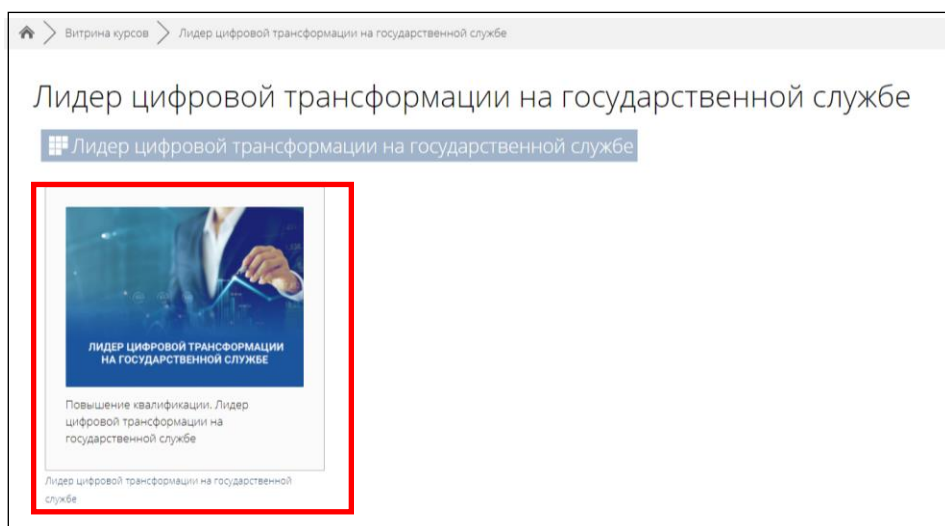 Витрина курсов Лидер цифровой трансформации на государственной службе
Лидер цифровой трансформации на государственной службе
Лидер цифровой трансформации на государственной службе
ЛИДЕР ЦИФРОВОЙ ТРАНСФОРМАЦИИ
НА ГОСУДАРСТВЕННОЙ СЛУЖБЕ
Повышение квалификации. Лидер
цифровой трансформации на
государственной службе
Лидер цифровой трансформации на государственной
службе